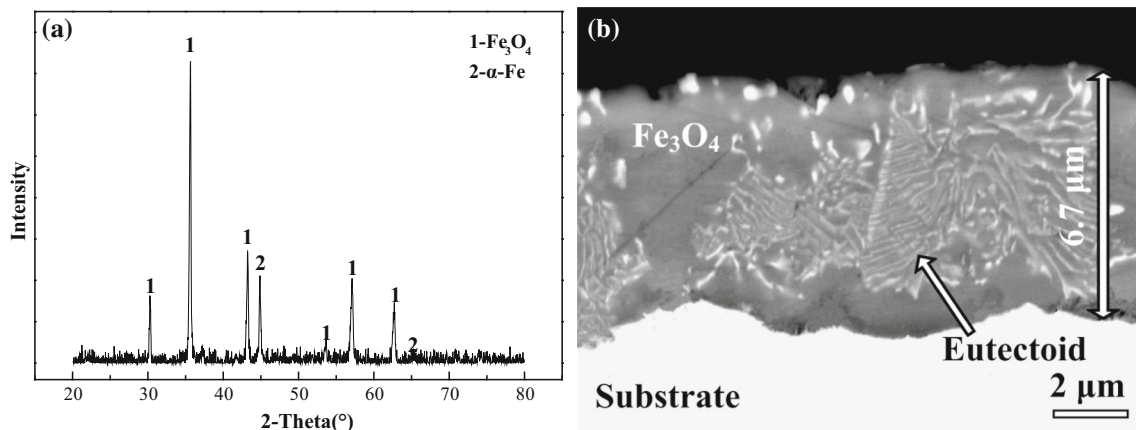 (a)
1
1-Fe₃O₄
2-α-Fe
1
2
1
1
1
1
2
Intensity
20 30 40 50 60 70 80
2-Theta(°)
(b)
Fe₃O₄
6.7 μm
Eutectoid
Substrate
2 μm